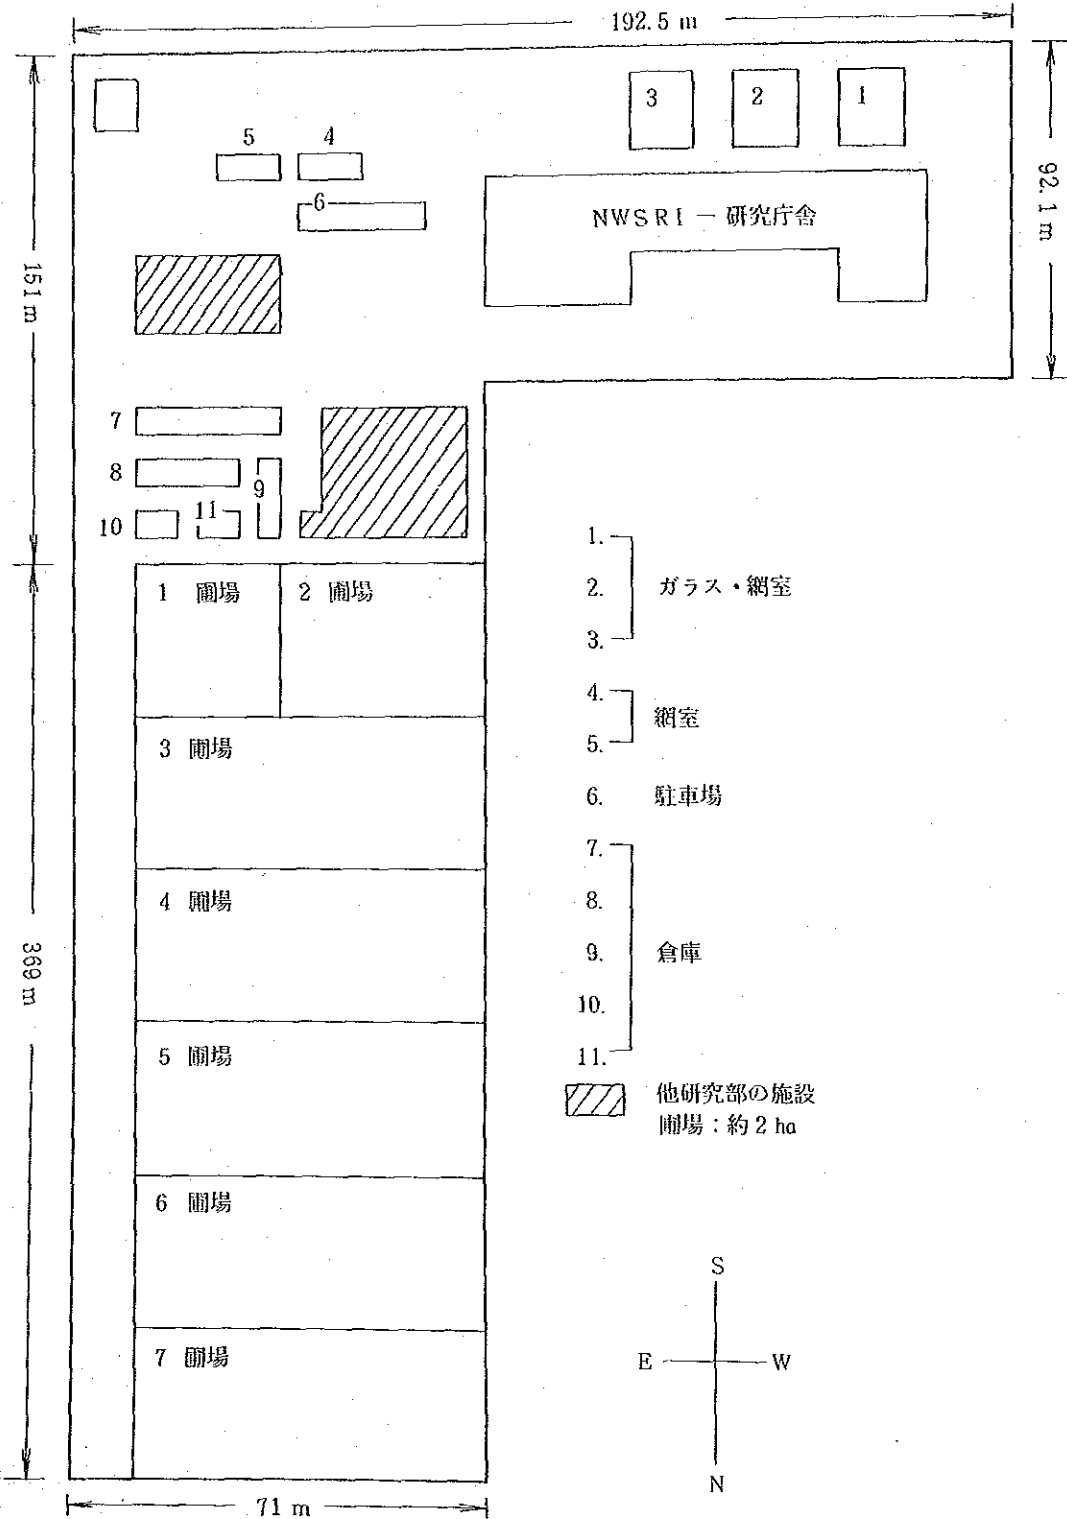 192.5 m
3
2
1
5
4
6
NWSRI － 研究庁舎
92.1 m
151 m
7
8
9
10
11
1 圃場
2 圃場
3 圃場
4 圃場
5 圃場
6 圃場
7 圃場
369 m
71 m
1.
2. ガラス・網室
3.
4.
網室
5.
6. 駐車場
7.
8.
9. 倉庫
10.
11.
他研究部の施設
圃場：約 2 ha
S
E
W
N